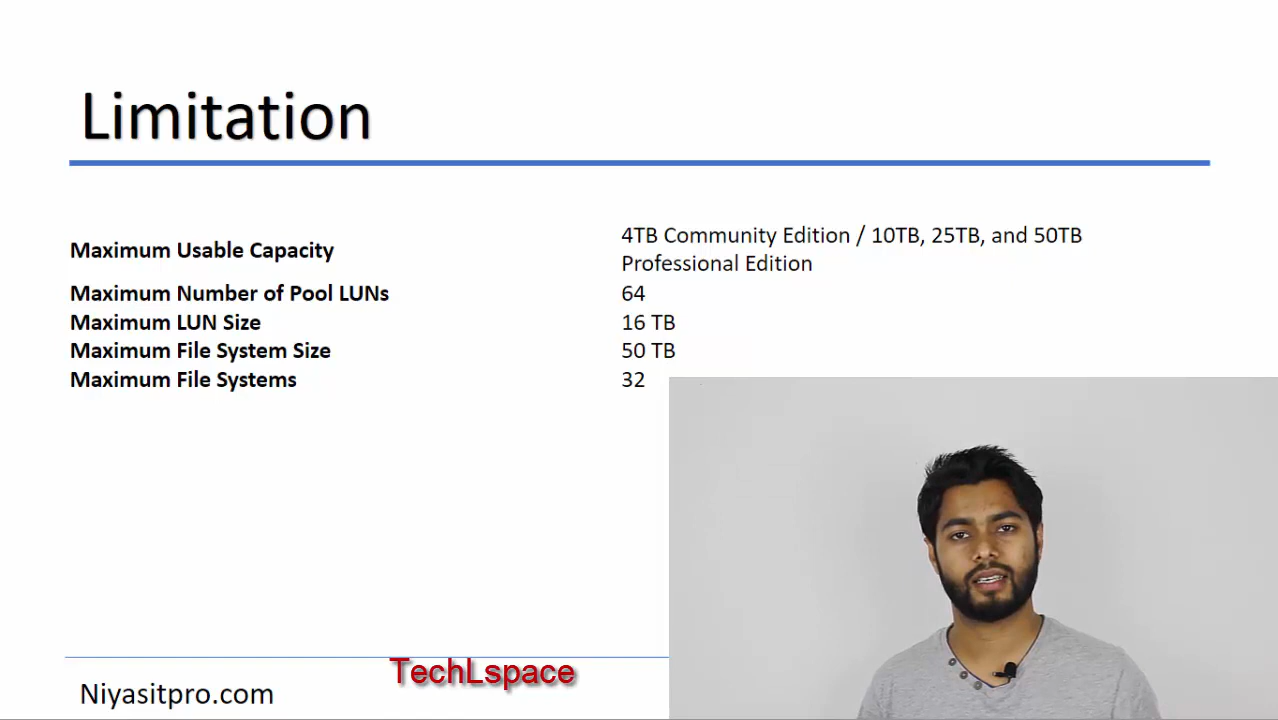 Limitation
Maximum Usable Capacity
4TB Community Edition / 10TB, 25TB, and 50TB
Professional Edition
Maximum Number of Pool LUNs 64
Maximum LUN Size 16 TB
Maximum File System Size 50 TB
Maximum File Systems 32
TechLspace
Niyasitpro.com